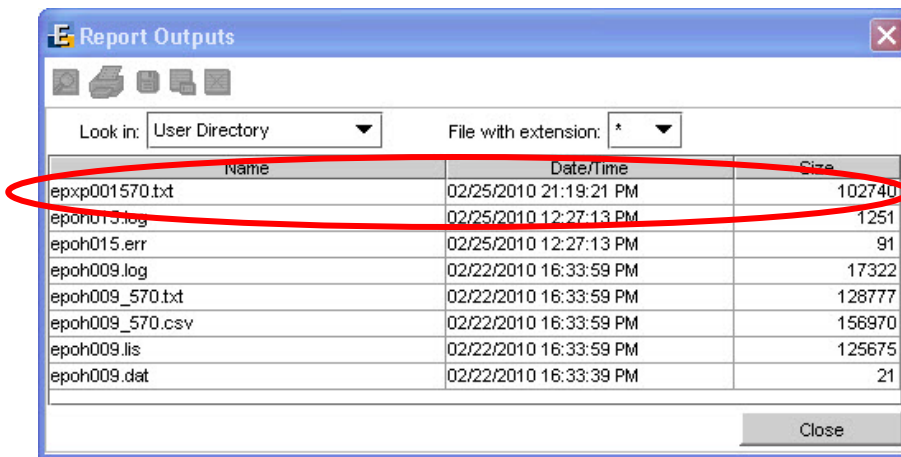 Report Outputs
Look in: User Directory File with extension: *
Name Date/Time Size
epxp001570.txt 02/25/2010 21:19:21 PM 102740
epoh015.log 02/25/2010 12:27:13 PM 1251
epoh015.err 02/25/2010 12:27:13 PM 91
epoh009.log 02/22/2010 16:33:59 PM 17322
epoh009_570.txt 02/22/2010 16:33:59 PM 128777
epoh009_570.csv 02/22/2010 16:33:59 PM 156970
epoh009.lis 02/22/2010 16:33:59 PM 125675
epoh009.dat 02/22/2010 16:33:39 PM 21
Close